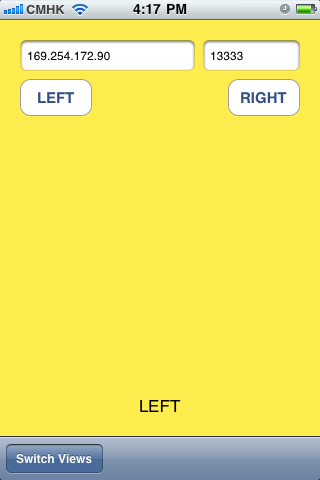 CMHK 4:17 PM
169.254.172.90 13333
LEFT RIGHT
LEFT
Switch Views